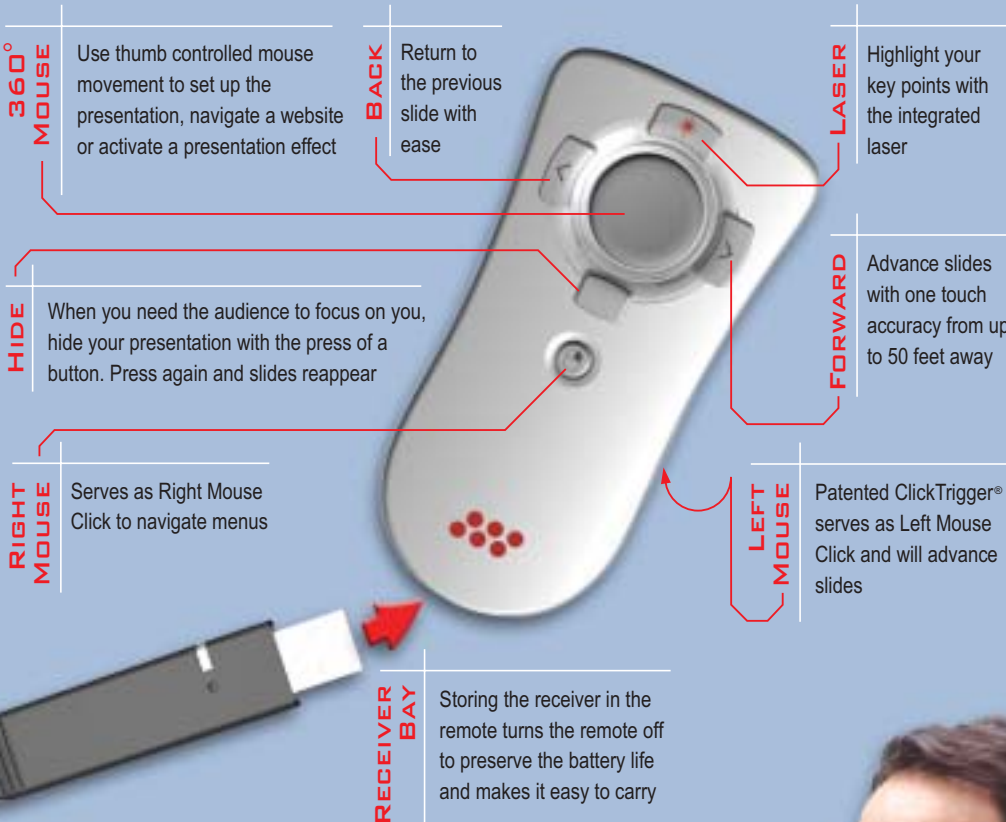 360°
MOUSE
Use thumb controlled mouse
movement to set up the
presentation, navigate a website
or activate a presentation effect
BACK
Return to
the previous
slide with
ease
LASER
Highlight your
key points with
the integrated
laser
HIDE
When you need the audience to focus on you,
hide your presentation with the press of a
button. Press again and slides reappear
FORWARD
Advance slides
with one touch
accuracy from up
to 50 feet away
RIGHT
MOUSE
Serves as Right Mouse
Click to navigate menus
LEFT
MOUSE
Patented ClickTrigger®
serves as Left Mouse
Click and will advance
slides
RECEIVER
BAY
Storing the receiver in the
remote turns the remote off
to preserve the battery life
and makes it easy to carry